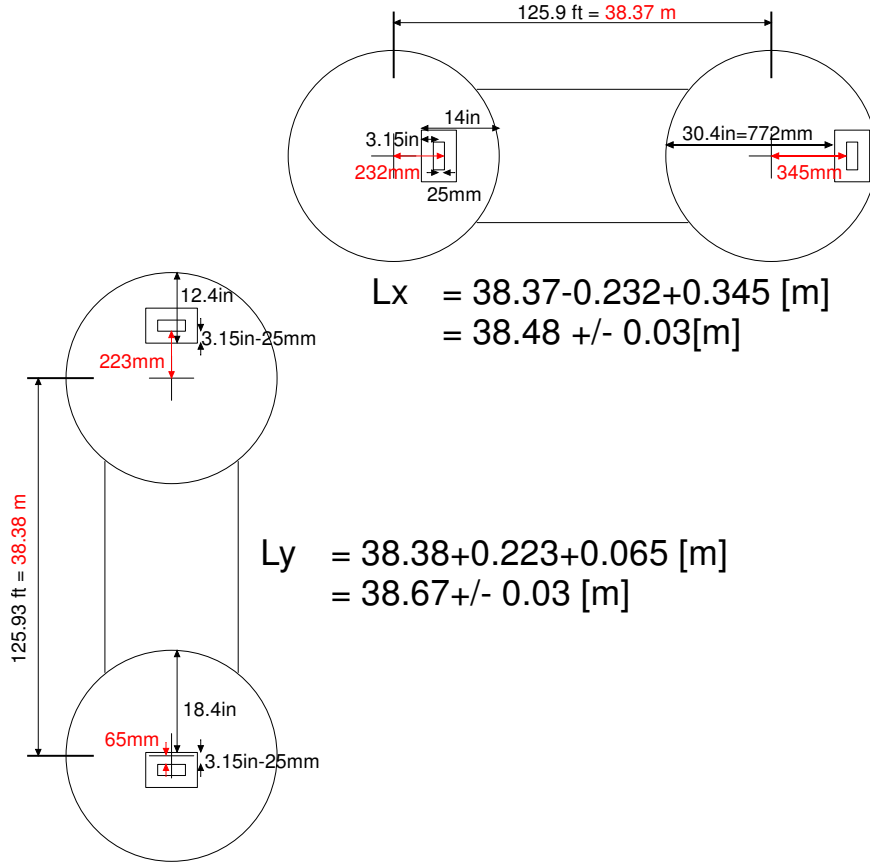 125.9 ft = 38.37 m
14in
3.15in
30.4in=772mm
232mm
345mm
25mm
Lx = 38.37-0.232+0.345 [m]
= 38.48 +/- 0.03[m]
12.4in
3.15in-25mm
223mm
125.93 ft = 38.38 m
Ly = 38.38+0.223+0.065 [m]
= 38.67+/- 0.03 [m]
18.4in
65mm
3.15in-25mm